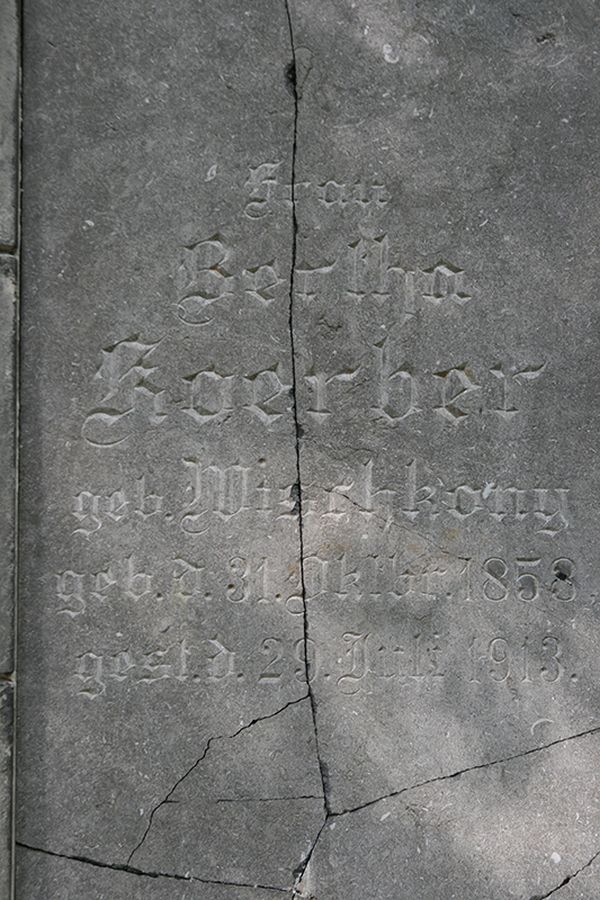 Frau
Bertha
Koerber
geb. Wischkony
geb. d. 31. Oktbr. 1858,
gest. d. 29. Juli 1913.